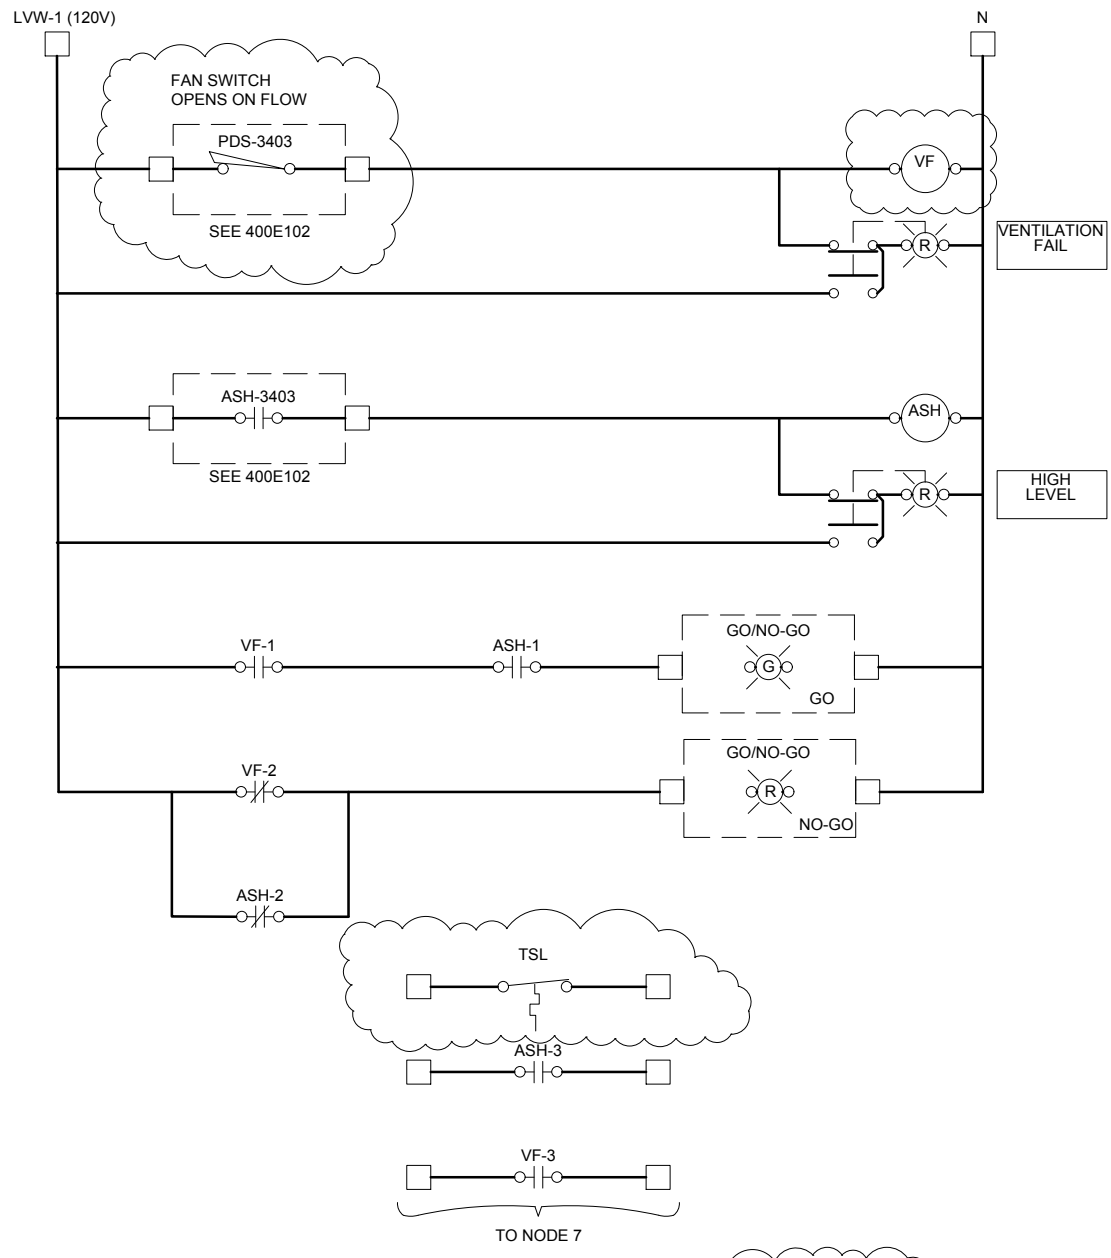 LVW-1 (120V)
N
FAN SWITCH
OPENS ON FLOW
PDS-3403
VF
SEE 400E102
R
VENTILATION
FAIL
ASH-3403
ASH
SEE 400E102
R
HIGH
LEVEL
VF-1
ASH-1
GO/NO-GO
G
GO
VF-2
GO/NO-GO
R
NO-GO
ASH-2
TSL
ASH-3
VF-3
TO NODE 7